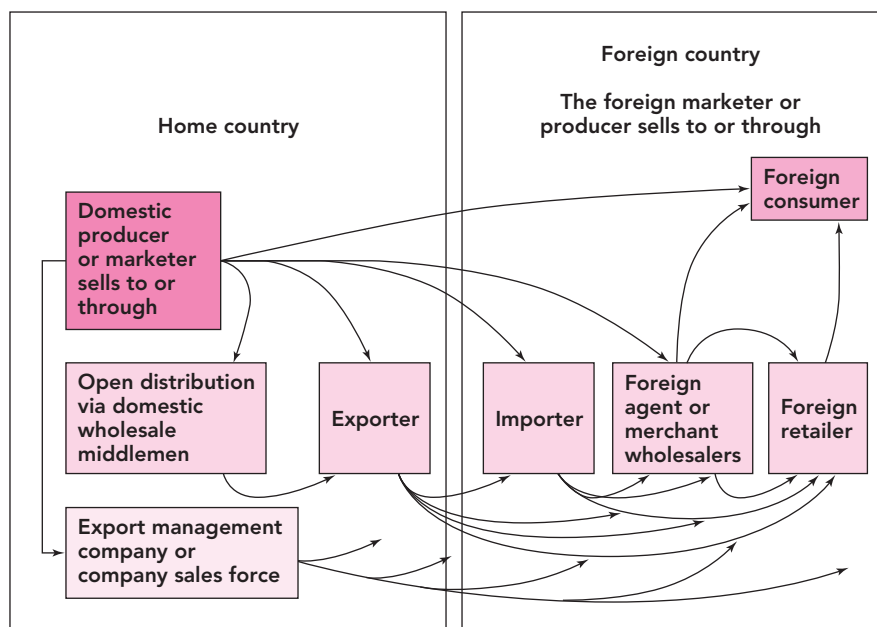 Home country
Foreign country
The foreign marketer or
producer sells to or through
Domestic
producer
or marketer
sells to or
through
Foreign
consumer
Open distribution
via domestic
wholesale
middlemen
Exporter
Importer
Foreign
agent or
merchant
wholesalers
Foreign
retailer
Export management
company or
company sales force